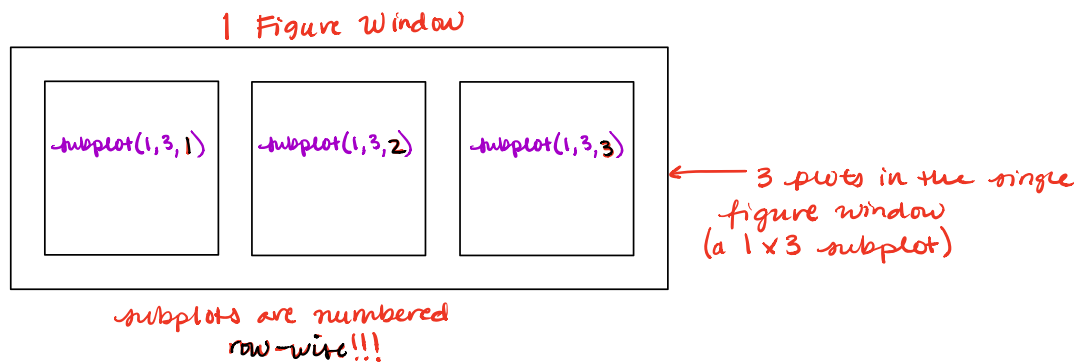 1 Figure Window
subplot(1,3,1) subplot(1,3,2) subplot(1,3,3)
3 plots in the single
figure window
(a 1x3 subplot)
subplots are numbered
row-wise!!!